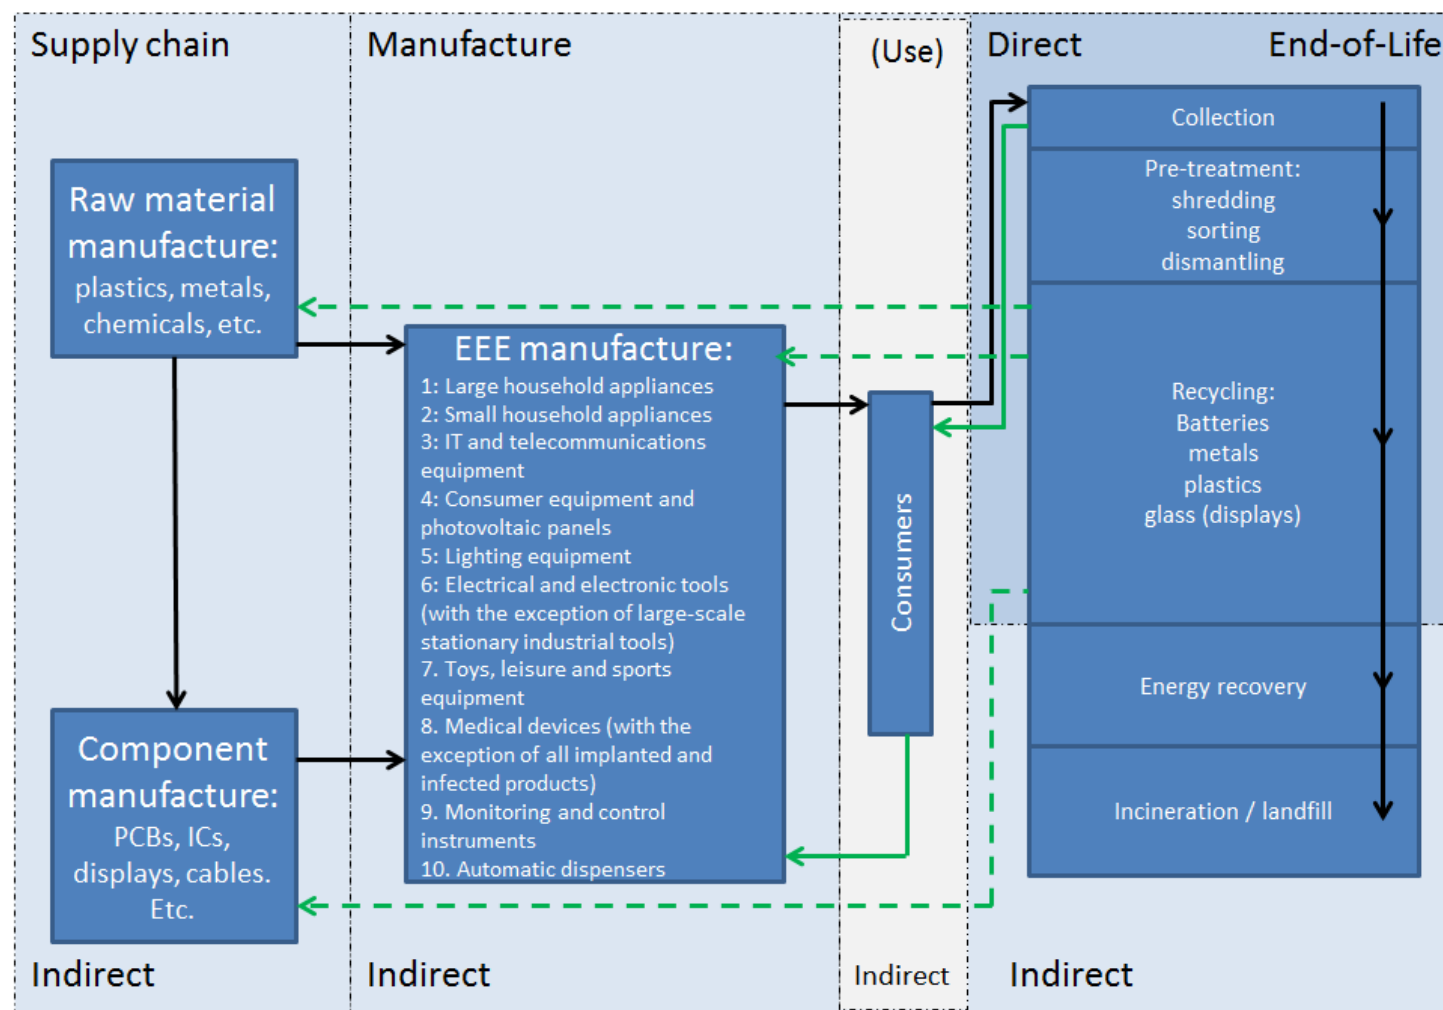 Supply chain
Manufacture
(Use)
Direct
End-of-Life
Raw material
manufacture:
plastics, metals,
chemicals, etc.
Component
manufacture:
PCBs, ICs,
displays, cables.
Etc.
EEE manufacture:
1: Large household appliances
2: Small household appliances
3: IT and telecommunications
equipment
4: Consumer equipment and
photovoltaic panels
5: Lighting equipment
6: Electrical and electronic tools
(with the exception of large-scale
stationary industrial tools)
7. Toys, leisure and sports
equipment
8. Medical devices (with the
exception of all implanted and
infected products)
9. Monitoring and control
instruments
10. Automatic dispensers
Consumers
Collection
Pre-treatment:
shredding
sorting
dismantling
Recycling:
Batteries
metals
plastics
glass (displays)
Energy recovery
Incineration / landfill
Indirect
Indirect
Indirect
Indirect